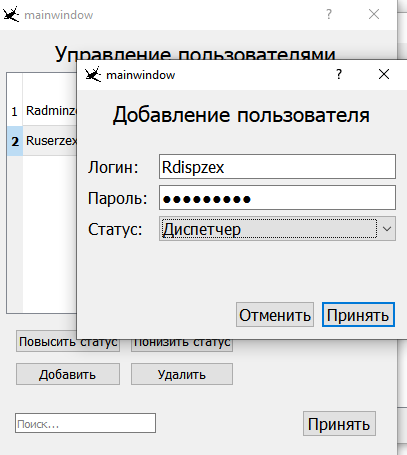 mainwindow
Управление пользователями
1 Radminz
2 Ruserzex
mainwindow
Добавление пользователя
Логин: Rdispzex
Пароль: ●●●●●●●●●
Статус: Диспетчер
Отменить Принять
Повысить статус Понизить статус
Добавить Удалить
Поиск... Принять